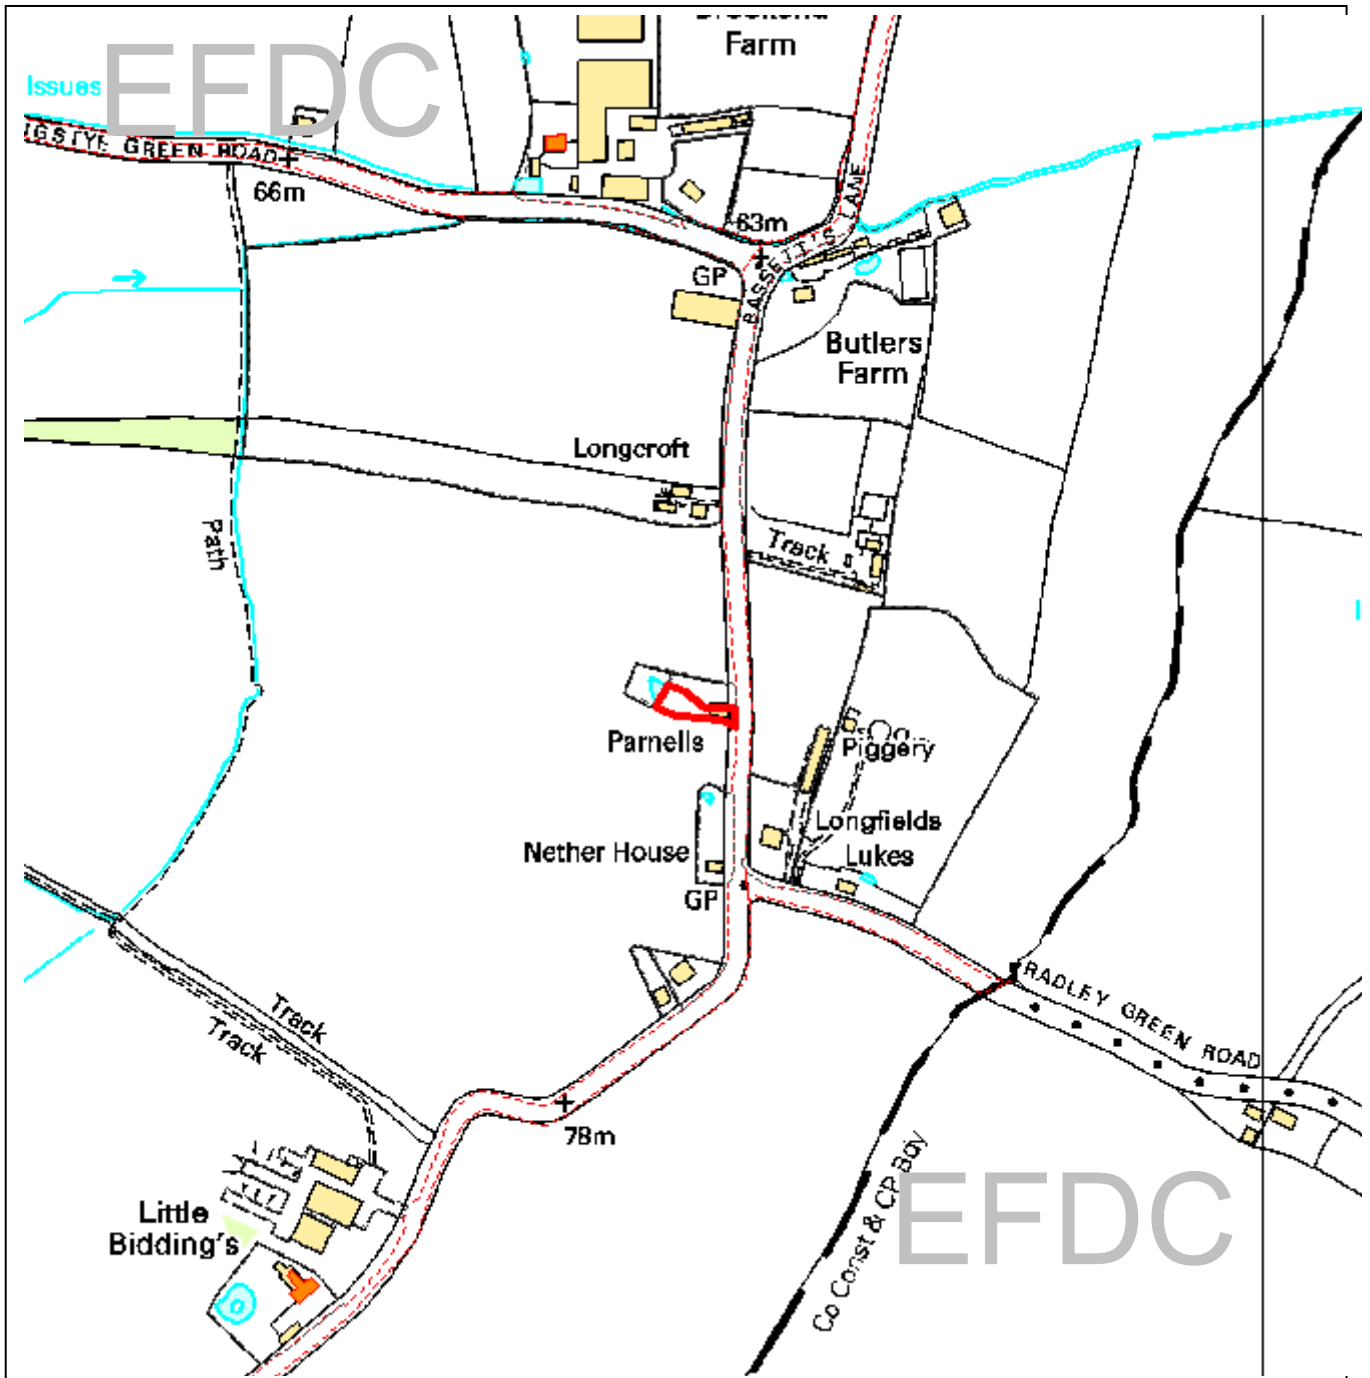 Farm
EFDC
Issues
GREEN ROAD
66m
63m
BASSETT'S LANE
GP
Butlers
Farm
Longcroft
Track
Path
Parnells
Piggery
Longfields
Nether House
Lukes
GP
RADLEY GREEN ROAD
Track
Track
78m
Co Const & CP Bdy
EFDC
Little
Bidding's